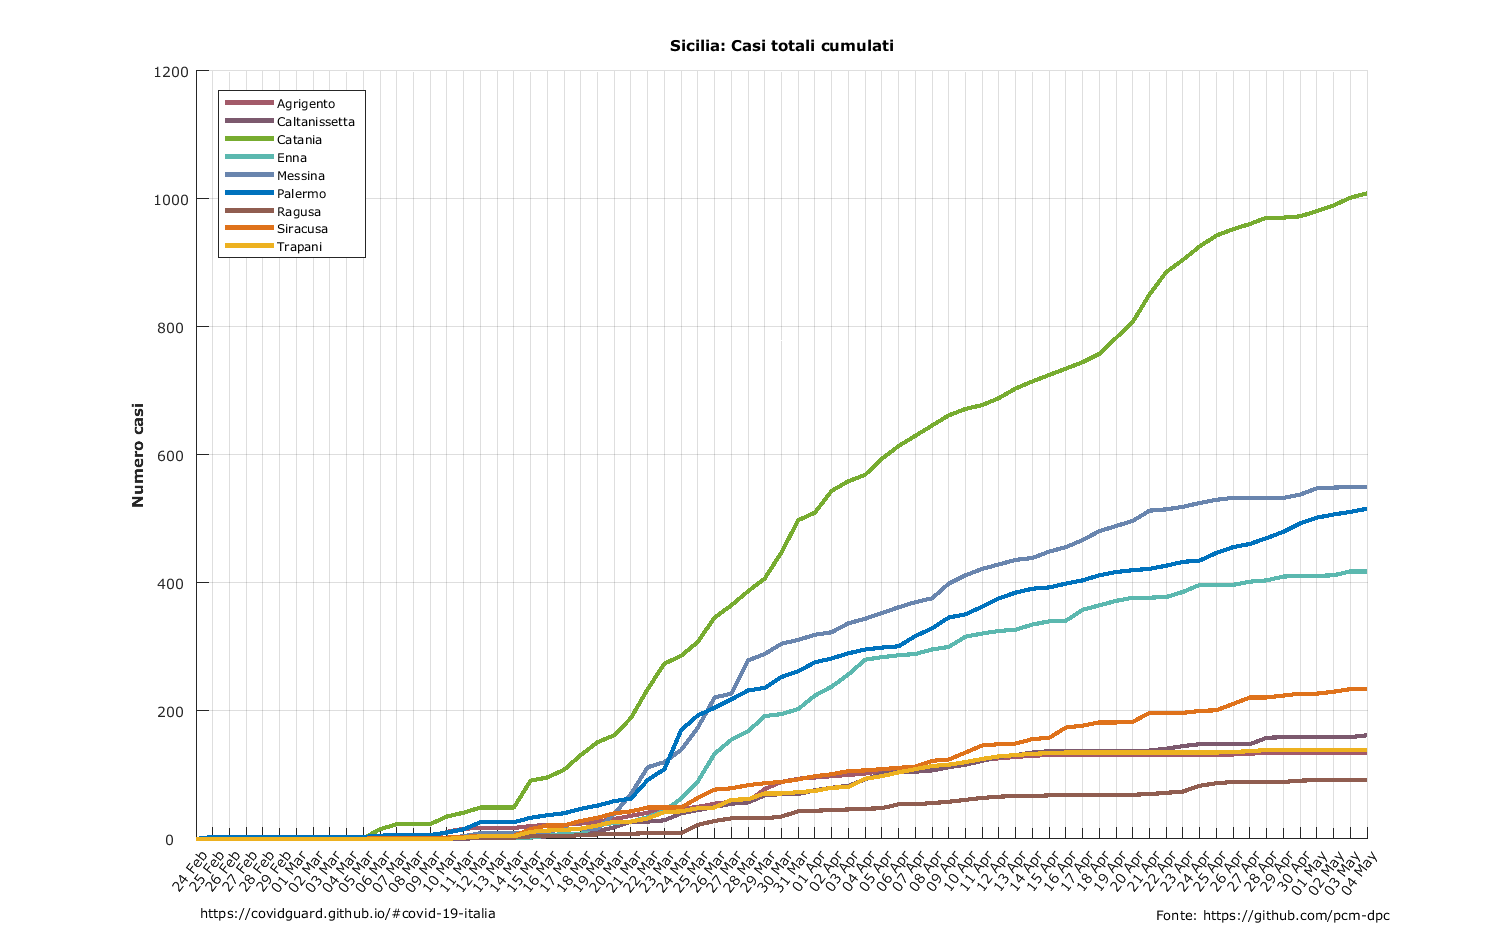 Sicilia: Casi totali cumulati
1200
1000
800
600
400
200
0
Numero casi
Agrigento
Caltanissetta
Catania
Enna
Messina
Palermo
Ragusa
Siracusa
Trapani
24 Feb
25 Feb
26 Feb
27 Feb
28 Feb
29 Feb
01 Mar
02 Mar
03 Mar
04 Mar
05 Mar
06 Mar
07 Mar
08 Mar
09 Mar
10 Mar
11 Mar
12 Mar
13 Mar
14 Mar
15 Mar
16 Mar
17 Mar
18 Mar
19 Mar
20 Mar
21 Mar
22 Mar
23 Mar
24 Mar
25 Mar
26 Mar
27 Mar
28 Mar
29 Mar
30 Mar
31 Mar
01 Apr
02 Apr
03 Apr
04 Apr
05 Apr
06 Apr
07 Apr
08 Apr
09 Apr
10 Apr
11 Apr
12 Apr
13 Apr
14 Apr
15 Apr
16 Apr
17 Apr
18 Apr
19 Apr
20 Apr
21 Apr
22 Apr
23 Apr
24 Apr
25 Apr
26 Apr
27 Apr
28 Apr
29 Apr
30 Apr
01 May
02 May
03 May
04 May
https://covidguard.github.io/#covid-19-italia
Fonte: https://github.com/pcm-dpc